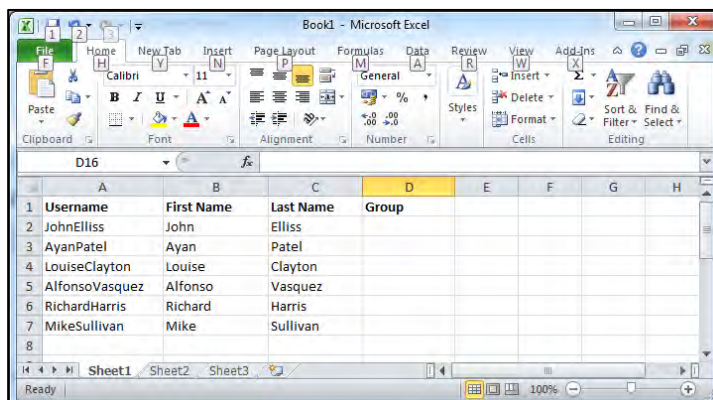 Book1 - Microsoft Excel
1 2 3
File Home New Tab Insert Page Layout Formulas Data Review View Add-Ins
F H Y N P M A R W X
Paste
Calibri 11
B I U A A
A
General
% ,
.0 .00 .00 .0
A
Styles
Insert
Delete
Format
Σ
Sort & Filter
Find & Select
Clipboard Font Alignment Number Cells Editing
D16 fx
A B C D E F G H
1 Username First Name Last Name Group
2 JohnElliss John Elliss
3 AyanPatel Ayan Patel
4 LouiseClayton Louise Clayton
5 AlfonsoVasquez Alfonso Vasquez
6 RichardHarris Richard Harris
7 MikeSullivan Mike Sullivan
8
Sheet1 Sheet2 Sheet3
Ready 100%